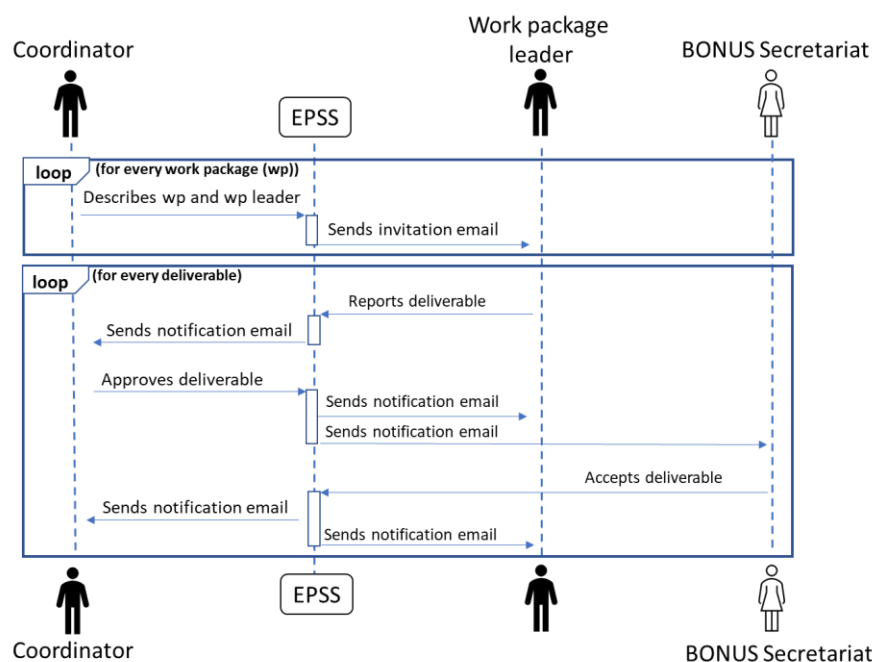 Work package
leader
Coordinator
BONUS Secretariat
EPSS
loop
(for every work package (wp))
Describes wp and wp leader
Sends invitation email
loop
(for every deliverable)
Reports deliverable
Sends notification email
Approves deliverable
Sends notification email
Sends notification email
Accepts deliverable
Sends notification email
Sends notification email
EPSS
Coordinator
BONUS Secretariat